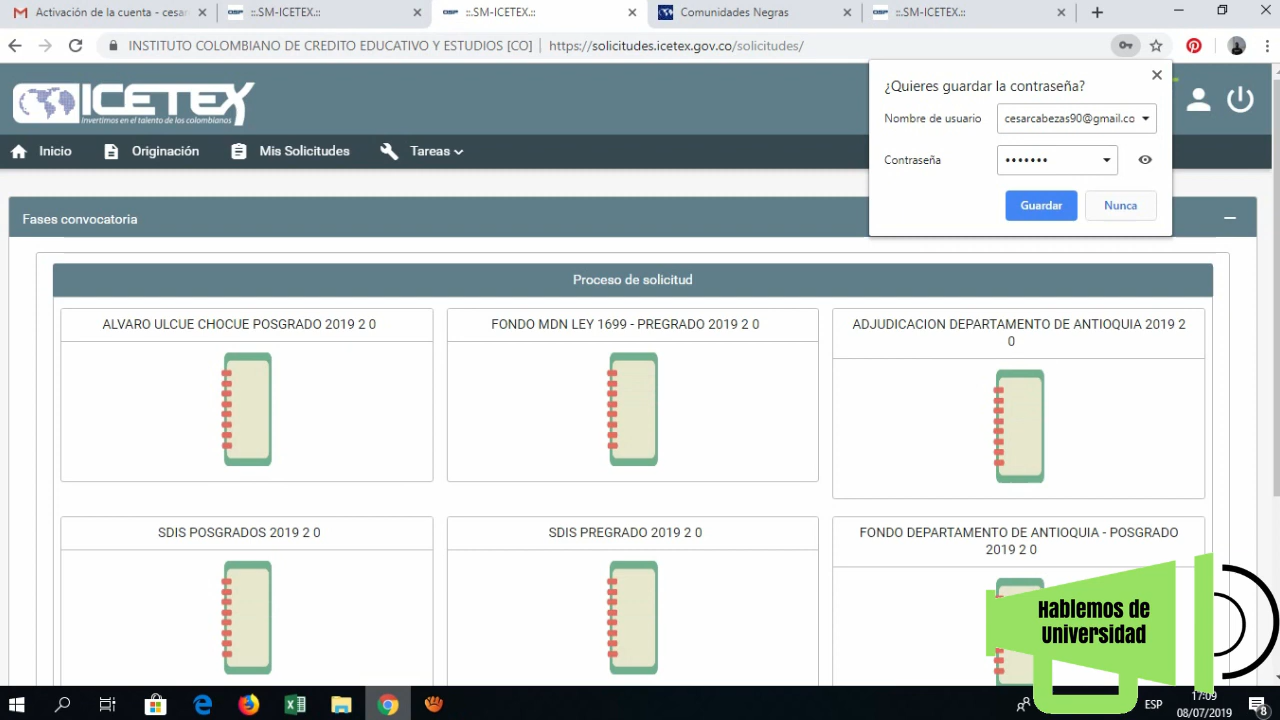 Activación de la cuenta - cesar
::.SM-ICETEX.::
::.SM-ICETEX.::
Comunidades Negras
::.SM-ICETEX.::
INSTITUTO COLOMBIANO DE CREDITO EDUCATIVO Y ESTUDIOS [CO] | https://solicitudes.icetex.gov.co/solicitudes/
ICETEX
Invertimos en el talento de los colombianos
Inicio
Originación
Mis Solicitudes
Tareas
¿Quieres guardar la contraseña?
Nombre de usuario
cesarcabezas90@gmail.co
Contraseña
•••••••
Guardar
Nunca
Fases convocatoria
Proceso de solicitud
ALVARO ULCUE CHOCUE POSGRADO 2019 2 0
FONDO MDN LEY 1699 - PREGRADO 2019 2 0
ADJUDICACION DEPARTAMENTO DE ANTIOQUIA 2019 2
0
SDIS POSGRADOS 2019 2 0
SDIS PREGRADO 2019 2 0
FONDO DEPARTAMENTO DE ANTIOQUIA - POSGRADO
2019 2 0
Hablemos de
Universidad
ESP
17:09
08/07/2019
8